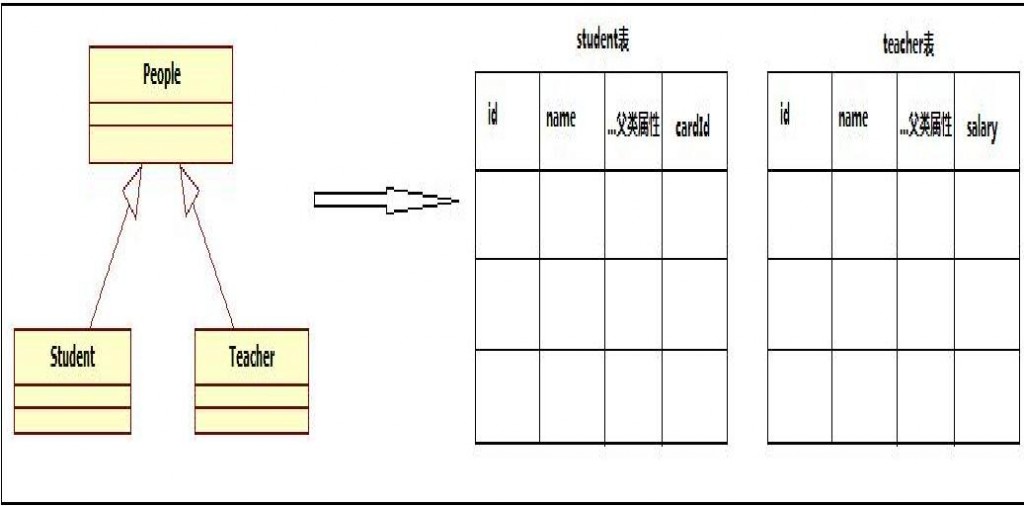 People
Student
Teacher
student表
id name ...父类属性 cardId
teacher表
id name ...父类属性 salary